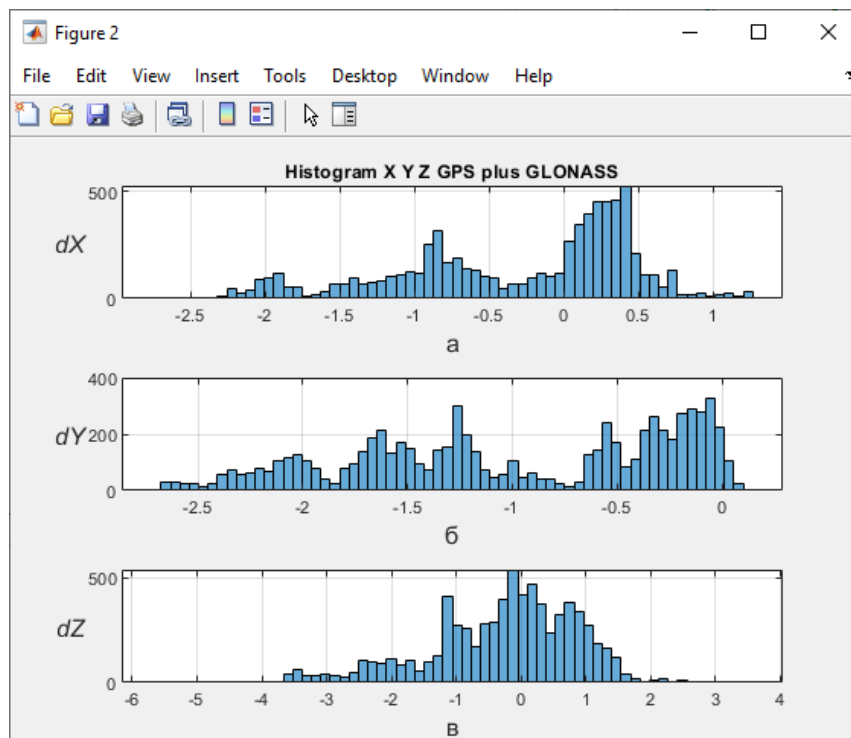 Figure 2
File Edit View Insert Tools Desktop Window Help
Histogram X Y Z GPS plus GLONASS
500
dX
0
-2.5 -2 -1.5 -1 -0.5 0 0.5 1
а
400
dY 200
0
-2.5 -2 -1.5 -1 -0.5 0
б
500
dZ
0
-6 -5 -4 -3 -2 -1 0 1 2 3 4
в